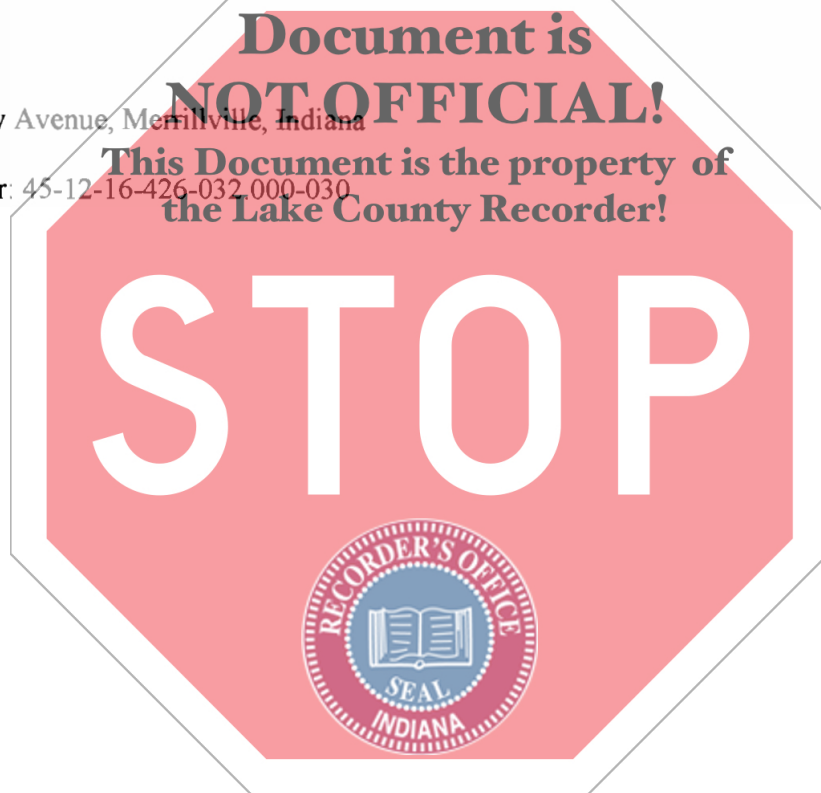 Document is
NOT OFFICIAL!
y Avenue, Merrillville, Indiana
This Document is the property of
r: 45-12-16-426-032.000-030
the Lake County Recorder!
STOP
RECORDER'S OFFICE
SEAL
INDIANA